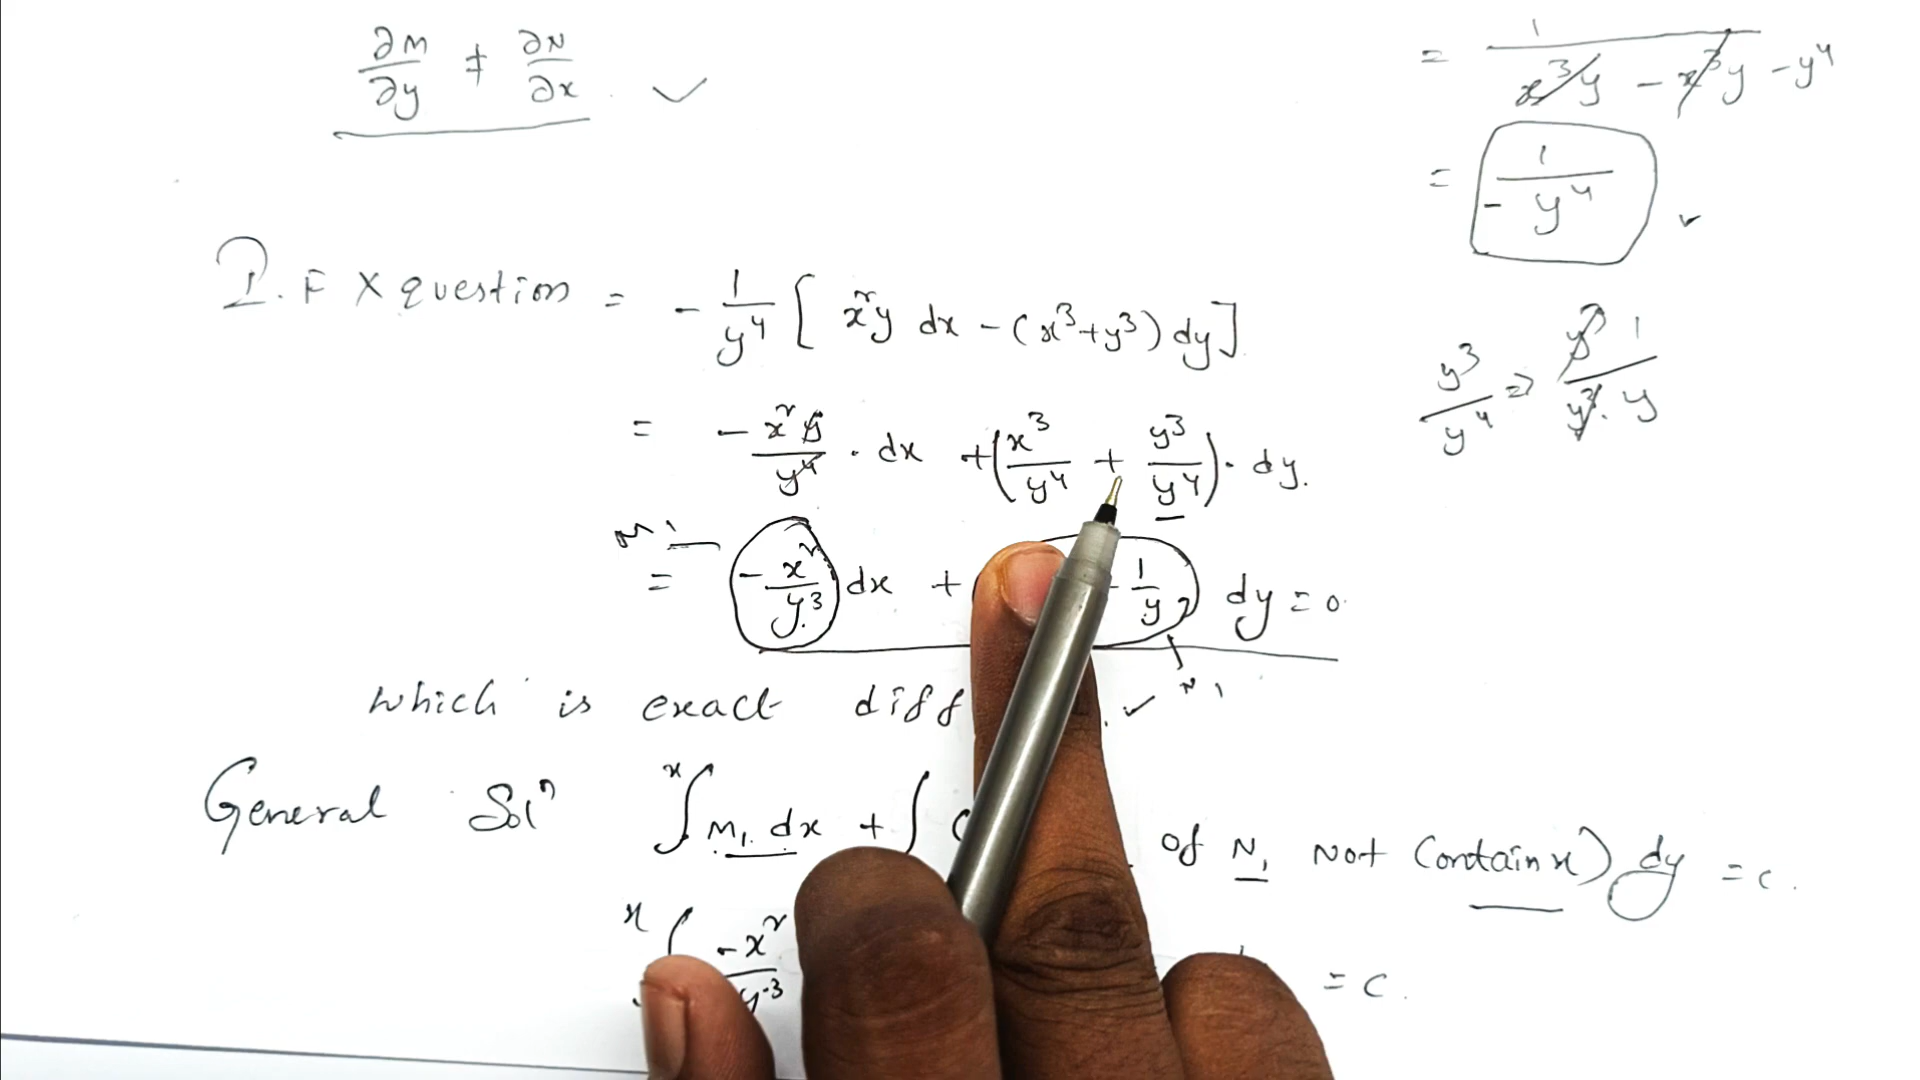 ∂M/∂y ≠ ∂N/∂x . ✓
= 1/(x³y - x³y - y⁴)
= 1/-y⁴ ✓
I.F X question = - 1/y⁴ [ x²y dx - (x³+y³) dy ]
y³/y⁴ ⇒ y³ 1/y³. y
= - x²y/y⁴ . dx + (x³/y⁴ + y³/y⁴) . dy.
M₁
= - x²/y³ dx + 1/y dy = 0.
N₁
which is exact diff . ✓
General Solⁿ ∫ˣ M₁ dx + ∫ ( of N₁ Not Contain x) dy = c.
ˣ∫ -x²/y³ = c.